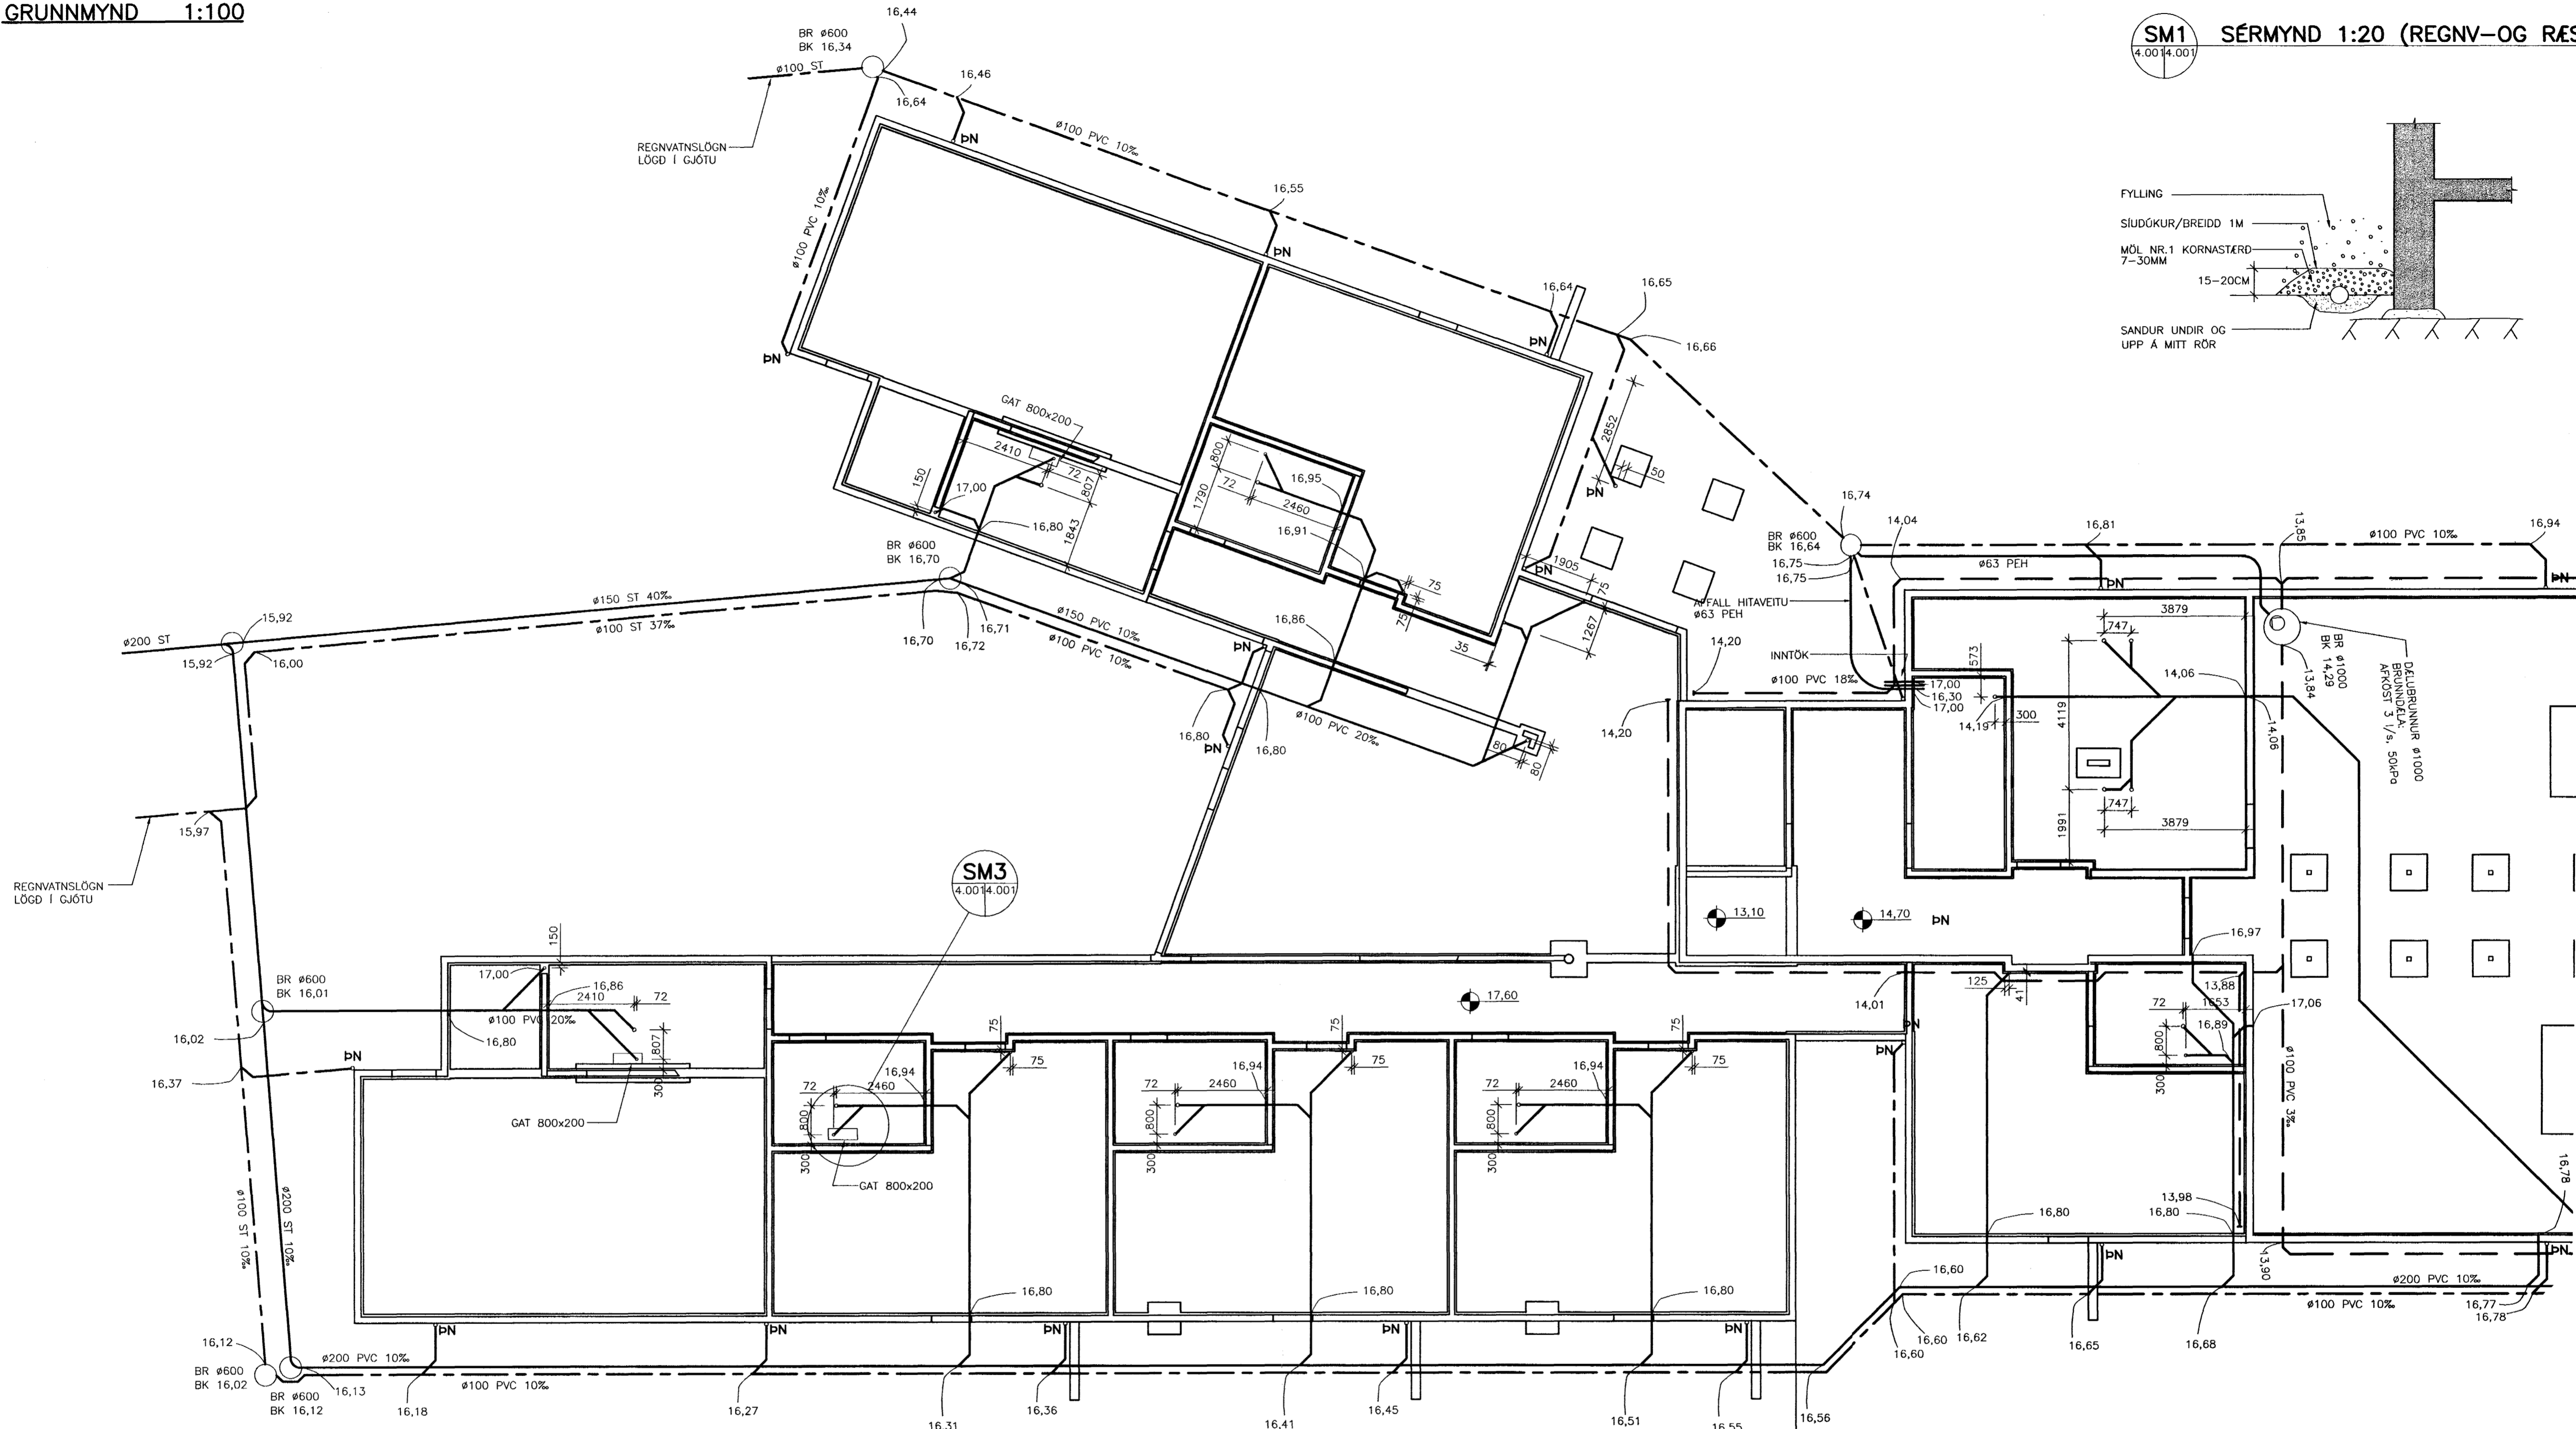 GRUNNMYND 1:100
SM1
4.001 4.001
SÉRMYND 1:20 (REGNV-OG RÆS
FYLLING
SÍUDÚKUR/BREIDD 1M
MÖL NR.1 KORNASTÆRD
7-30MM
15-20CM
SANDUR UNDIR OG
UPP Á MITT RÖR
16,44
BR ø600
BK 16,34
ø100 ST
16,46
16,64
REGNVATNSLÖGN
LÖGD Í GJÓTU
ÞN
ø100 PVC 10‰
ø100 PVC 10‰
16,55
ÞN
16,64
16,65
16,66
ÞN
ÞN
GAT 800x200
2410
72
807
150
17,00
16,80
1843
BR ø600
BK 16,70
800
72
1790
2460
16,95
16,91
2852
50
ÞN
1905
75
ÞN
75
75
35
1267
16,86
16,74
BR ø600
BK 16,64
16,75
16,75
14,04
16,81
13,85
16,94
ø100 PVC 10‰
ø63 PEH
ÞN
ÞN
AFFALL HITAVEITU
ø63 PEH
INNTÖK
14,20
ø100 PVC 18‰
14,20
17,00
16,30
17,00
3879
747
573
14,06
14,06
14,19
300
4119
747
1991
3879
BR ø1000
BK 14,29
13,84
DÆLUBRUNNUR ø1000
BRUNNDÆLA:
AFKÖST 3 l/s, 50kPa
ø150 ST 40‰
ø100 ST 37‰
ø200 ST
15,92
15,92
16,00
16,70
16,71
16,72
ø150 PVC 10‰
ø100 PVC 10‰
ÞN
16,80
ÞN
16,80
ø100 PVC 20‰
80
80
15,97
REGNVATNSLÖGN
LÖGD Í GJÓTU
SM3
4.001 4.001
13,10
14,70
ÞN
16,97
BR ø600
BK 16,01
16,02
17,00
150
16,86
2410
72
ø100 PVC 20‰
16,80
807
300
GAT 800x200
ÞN
16,37
17,60
14,01
125
41
13,88
17,06
72
1653
16,89
800
300
ÞN
ÞN
75
75
75
75
75
75
72
2460
16,94
800
300
GAT 800x200
72
2460
16,94
800
300
72
2460
16,94
800
300
ø100 PVC 3‰
13,98
16,80
16,80
16,78
ÞN
ÞN
13,90
ø100 ST 10‰
ø200 ST 10‰
16,80
16,80
16,80
16,60
16,60
16,60
16,62
16,65
16,68
ø200 PVC 10‰
ø100 PVC 10‰
16,77
16,78
16,12
BR ø600
BK 16,02
BR ø600
BK 16,12
16,13
ø200 PVC 10‰
ø100 PVC 10‰
ÞN
ÞN
ÞN
ÞN
ÞN
16,18
16,27
16,31
16,36
16,41
16,45
16,51
16,55
16,56